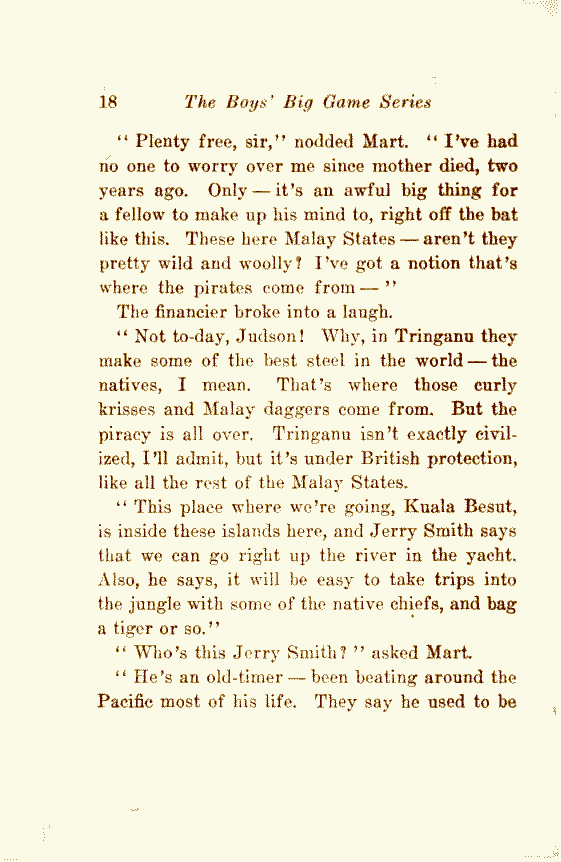 18 The Boys' Big Game Series
“ Plenty free, sir,” nodded Mart. “ I've had
no one to worry over me since mother died, two
years ago. Only — it's an awful big thing for
a fellow to make up his mind to, right off the bat
like this. These here Malay States — aren't they
pretty wild and woolly? I've got a notion that's
where the pirates come from — ”
The financier broke into a laugh.
“ Not to-day, Judson! Why, in Tringanu they
make some of the best steel in the world — the
natives, I mean. That's where those curly
krisses and Malay daggers come from. But the
piracy is all over. Tringanu isn't exactly civil-
ized, I'll admit, but it's under British protection,
like all the rest of the Malay States.
“ This place where we're going, Kuala Besut,
is inside these islands here, and Jerry Smith says
that we can go right up the river in the yacht.
Also, he says, it will be easy to take trips into
the jungle with some of the native chiefs, and bag
a tiger or so.”
“ Who's this Jerry Smith? ” asked Mart.
“ He's an old-timer — been beating around the
Pacific most of his life. They say he used to be